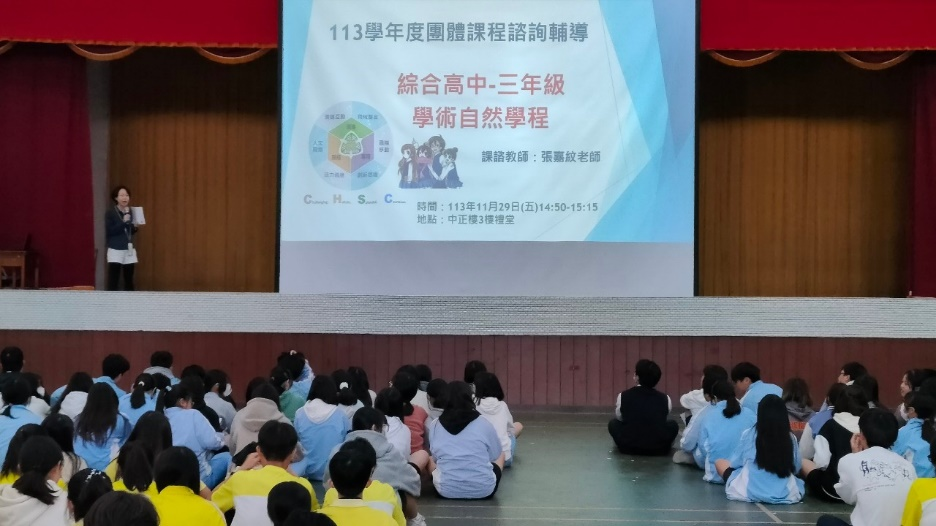 113學年度團體課程諮詢輔導
綜合高中-三年級
學術自然學程
課諮教師：張嘉紋老師
C H S C
時間：113年11月29日(五)14:50-15:15
地點：中正樓3樓禮堂